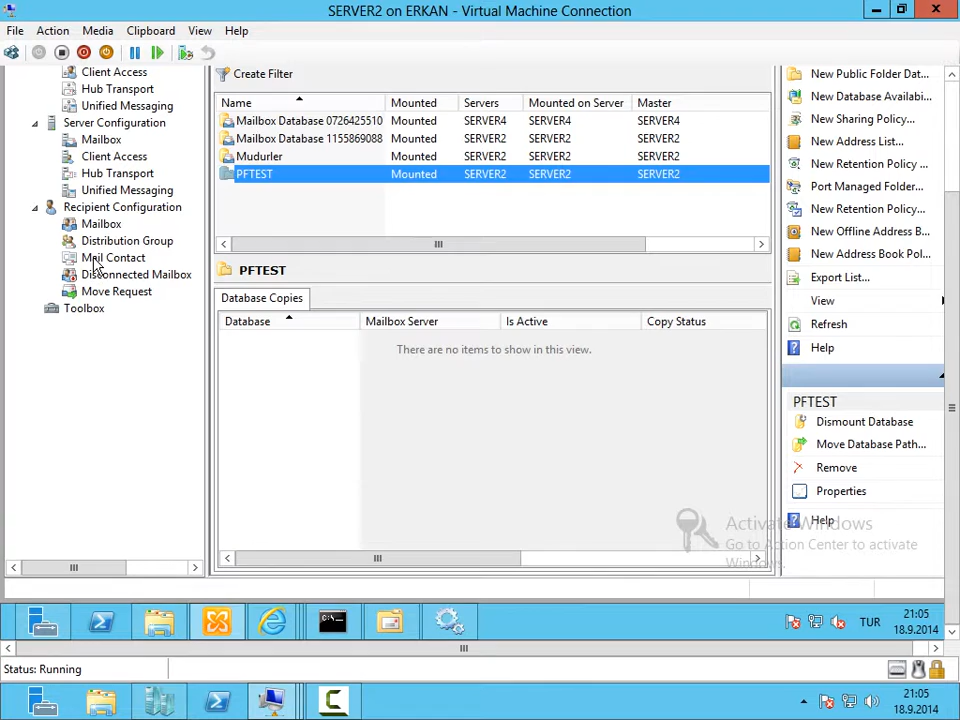 SERVER2 on ERKAN - Virtual Machine Connection
File Action Media Clipboard View Help
Client Access
Hub Transport
Unified Messaging
Server Configuration
Mailbox
Client Access
Hub Transport
Unified Messaging
Recipient Configuration
Mailbox
Distribution Group
Mail Contact
Disconnected Mailbox
Move Request
Toolbox
Create Filter
Name Mounted Servers Mounted on Server Master
Mailbox Database 0726425510 Mounted SERVER4 SERVER4 SERVER4
Mailbox Database 1155869088 Mounted SERVER2 SERVER2 SERVER2
Mudurler Mounted SERVER2 SERVER2 SERVER2
PFTEST Mounted SERVER2 SERVER2 SERVER2
PFTEST
Database Copies
Database Mailbox Server Is Active Copy Status
There are no items to show in this view.
New Public Folder Dat...
New Database Availabi...
New Sharing Policy...
New Address List...
New Retention Policy ...
Port Managed Folder...
New Retention Policy...
New Offline Address B...
New Address Book Pol...
Export List...
View
Refresh
Help
PFTEST
Dismount Database
Move Database Path...
Remove
Properties
Help
Activate Windows
Go to Action Center to activate
Windows.
TUR
21:05
18.9.2014
Status: Running
21:05
18.9.2014